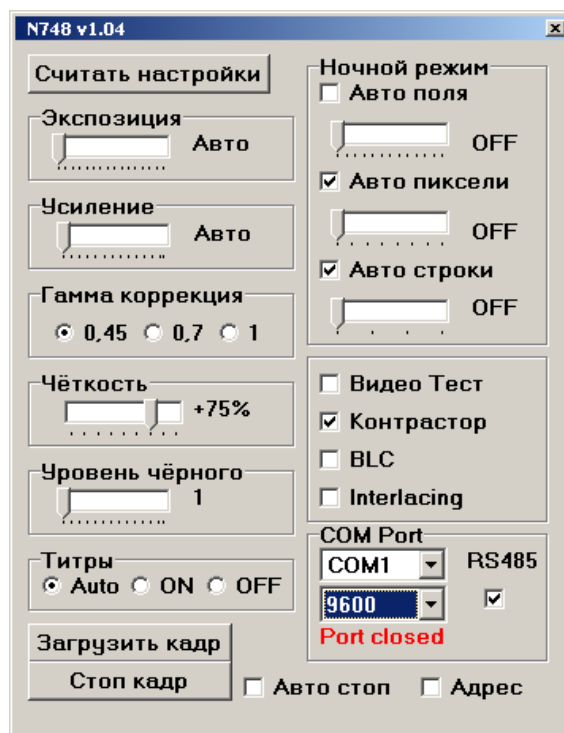 N748 v1.04
Считать настройки
Экспозиция
Авто
Усиление
Авто
Гамма коррекция
0,45 0,7 1
Чёткость
+75%
Уровень чёрного
1
Титры
Auto ON OFF
Загрузить кадр
Стоп кадр
Ночной режим
Авто поля
OFF
Авто пиксели
OFF
Авто строки
OFF
Видео Тест
Контрастор
BLC
Interlacing
COM Port
COM1 RS485
9600
Port closed
Авто стоп Адрес